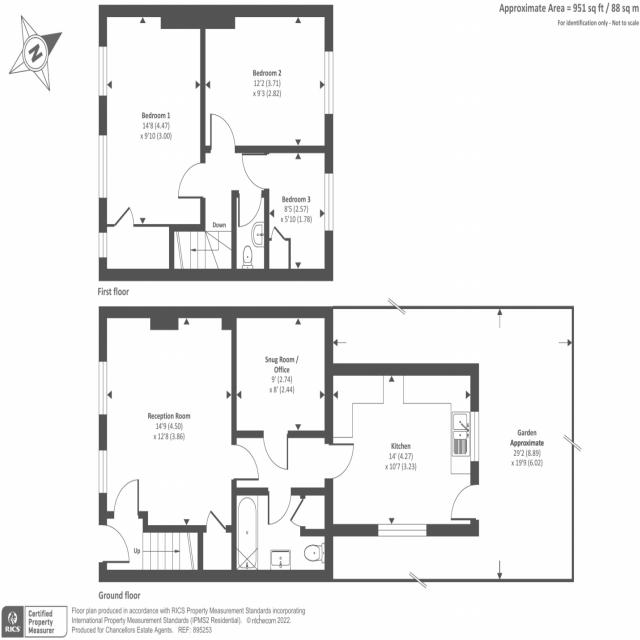 Approximate Area = 951 sq ft / 88 sq m
For identification only - Not to scale
N
Bedroom 2
12'2 (3.71)
x 9'3 (2.82)
Bedroom 1
14'8 (4.47)
x 9'10 (3.00)
Bedroom 3
8'5 (2.57)
x 5'10 (1.78)
Down
First floor
Snug Room /
Office
9' (2.74)
x 8' (2.44)
Reception Room
14'9 (4.50)
x 12'8 (3.86)
Kitchen
14' (4.27)
x 10'7 (3.23)
Garden
Approximate
29'2 (8.89)
x 19'9 (6.02)
Up
Ground floor
RICS
Certified
Property
Measurer
Floor plan produced in accordance with RICS Property Measurement Standards incorporating
International Property Measurement Standards (IPMS2 Residential). © nichecom 2022.
Produced for Chancellors Estate Agents. REF: 895253